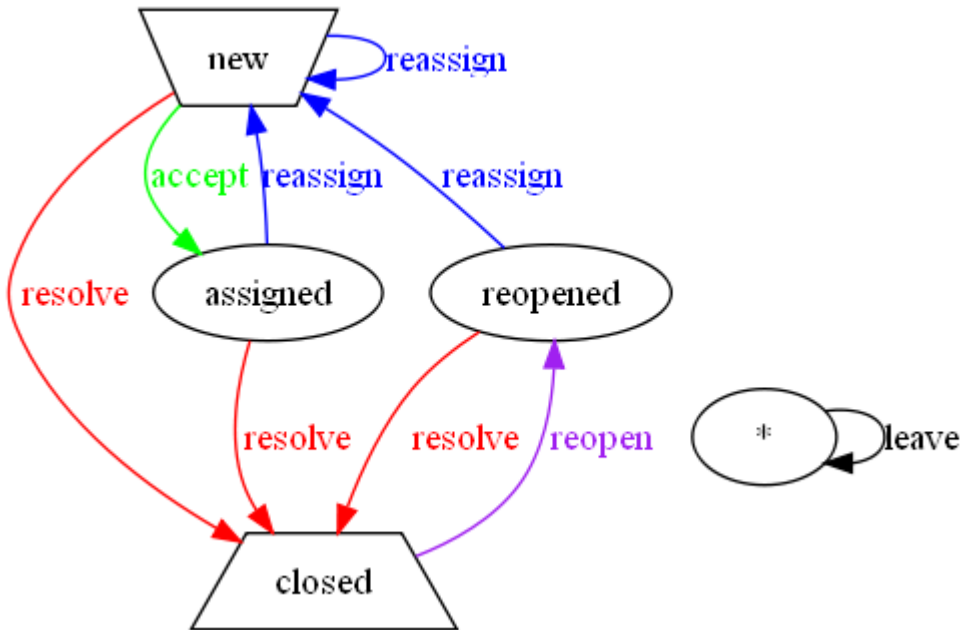 new
reassign
accept
reassign
reassign
resolve
assigned
reopened
resolve
resolve
reopen
*
leave
closed